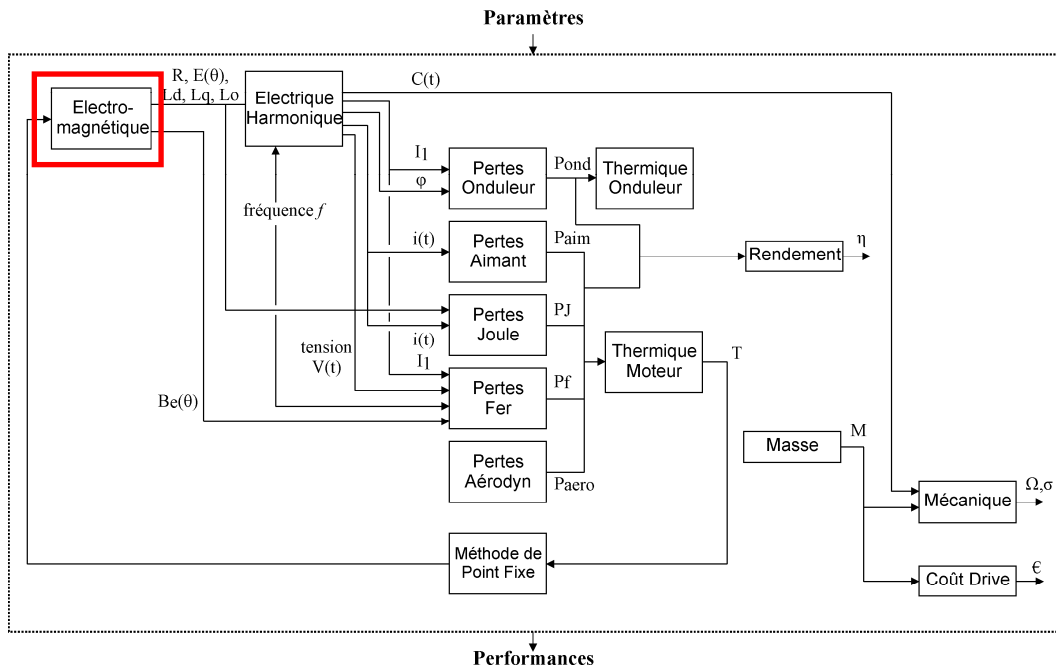 Paramètres
R, E(θ),
Ld, Lq, Lo
Electro-
magnétique
Electrique
Harmonique
C(t)
I1
φ
Pertes
Onduleur
Pond
Thermique
Onduleur
fréquence f
i(t)
Pertes
Aimant
Paim
Rendement
η
Pertes
Joule
PJ
i(t)
I1
tension
V(t)
Thermique
Moteur
T
Pertes
Fer
Pf
Be(θ)
Masse
M
Pertes
Aérodyn
Paero
Mécanique
Ω,σ
Méthode de
Point Fixe
Coût Drive
€
Performances